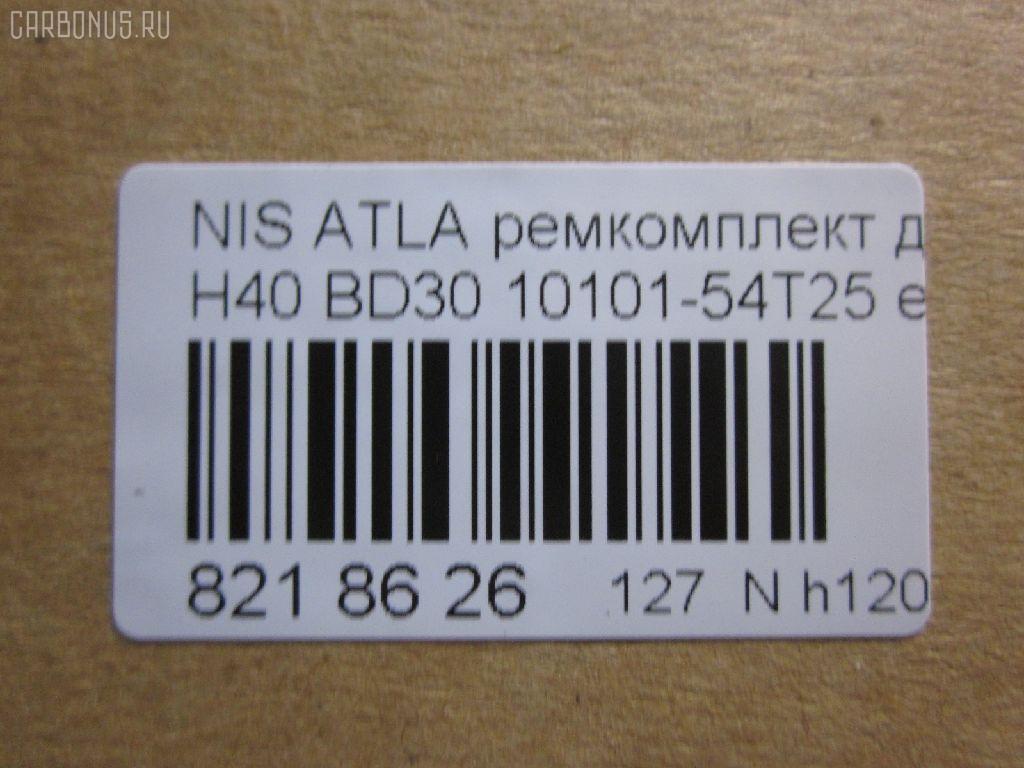 CARBONUS.RU
NIS ATLA ремкомплект д
H40 BD30 10101-54T25 e
821 86 26 127 N h120